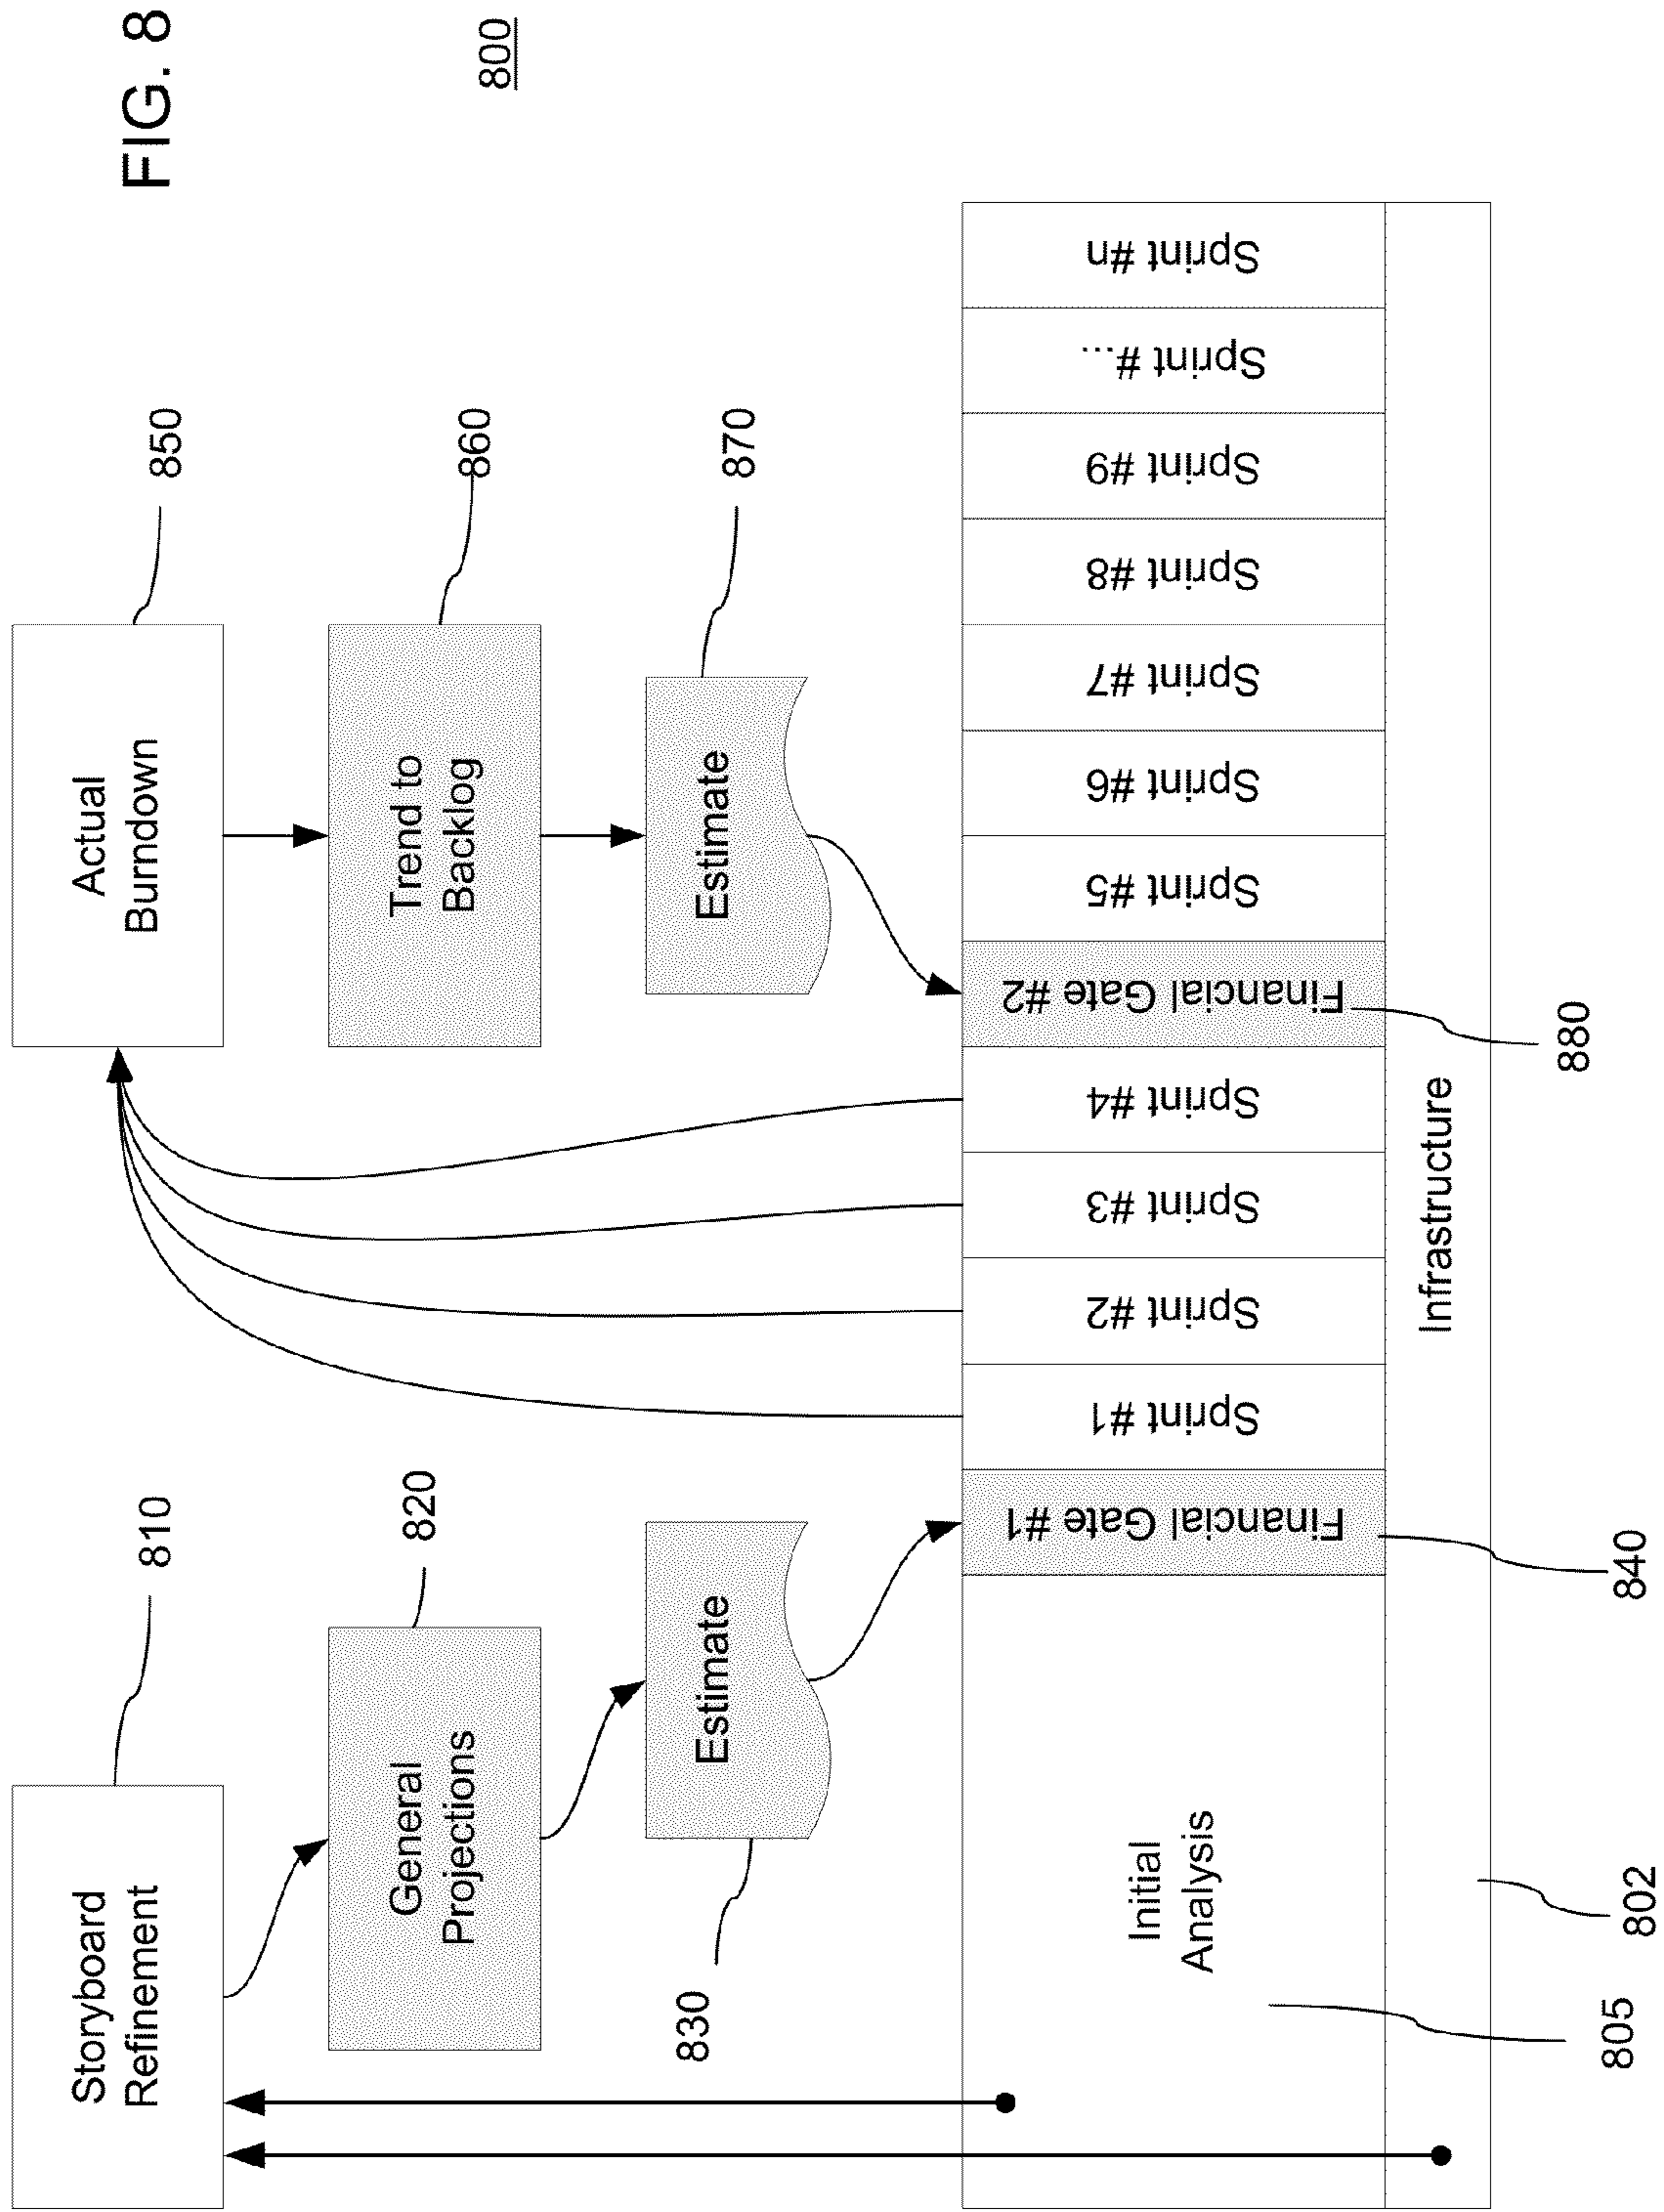 FIG. 8
800
Storyboard
Refinement
810
Actual
Burndown
850
General
Projections
820
Trend to
Backlog
860
Estimate
830
Estimate
870
Initial
Analysis
Financial Gate #1
Sprint #1
Sprint #2
Sprint #3
Sprint #4
Financial Gate #2
Sprint #5
Sprint #6
Sprint #7
Sprint #8
Sprint #9
Sprint #...
Sprint #n
Infrastructure
805
802
840
880